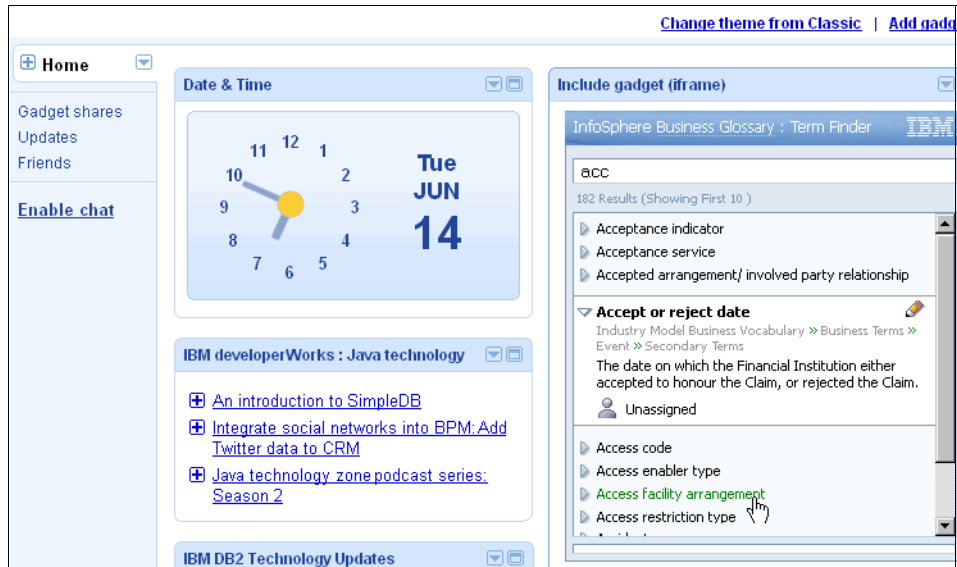 Change theme from Classic | Add gadg
Home
Gadget shares
Updates
Friends
Enable chat
Date & Time
12
11
1
10
2
9
3
8
4
7
6
5
Tue
JUN
14
IBM developerWorks : Java technology
An introduction to SimpleDB
Integrate social networks into BPM: Add
Twitter data to CRM
Java technology zone podcast series:
Season 2
IBM DB2 Technology Updates
Include gadget (iframe)
InfoSphere Business Glossary : Term Finder
IBM
acc
182 Results (Showing First 10 )
Acceptance indicator
Acceptance service
Accepted arrangement/ involved party relationship
Accept or reject date
Industry Model Business Vocabulary » Business Terms »
Event » Secondary Terms
The date on which the Financial Institution either
accepted to honour the Claim, or rejected the Claim.
Unassigned
Access code
Access enabler type
Access facility arrangement
Access restriction type